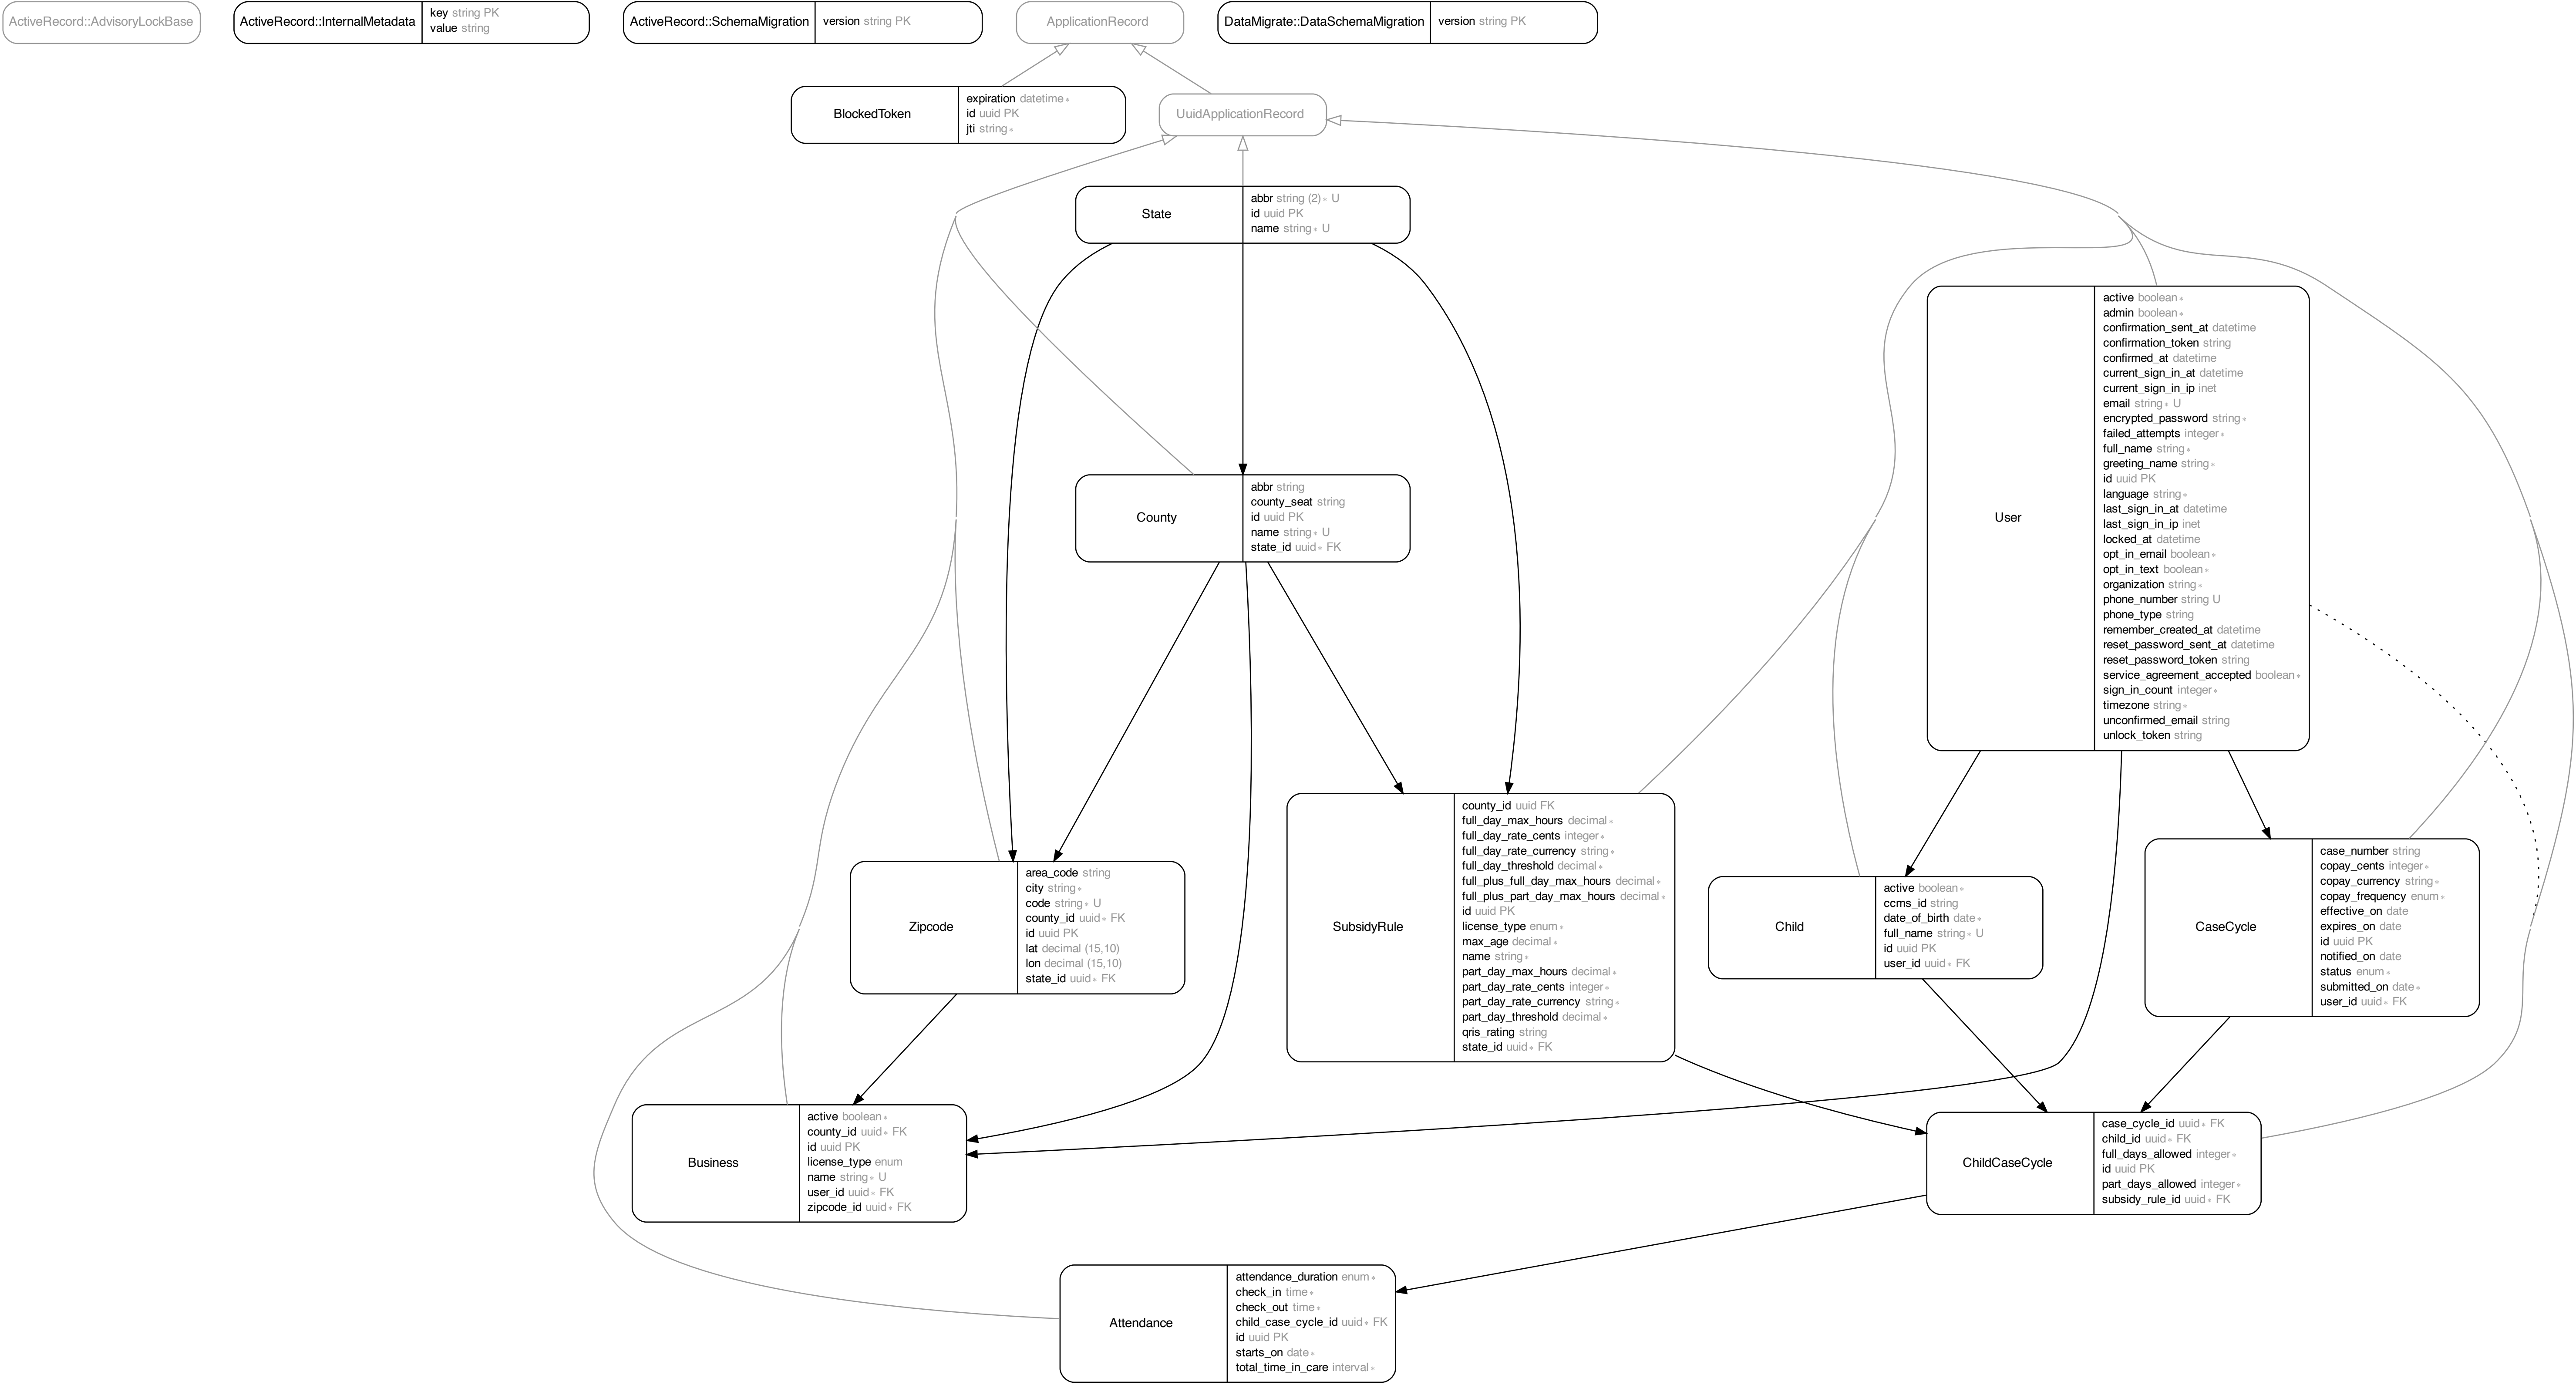 ActiveRecord::AdvisoryLockBase
ActiveRecord::InternalMetadata
key string PK
value string
ActiveRecord::SchemaMigration
version string PK
ApplicationRecord
DataMigrate::DataSchemaMigration
version string PK
BlockedToken
expiration datetime ∗
id uuid PK
jti string ∗
UuidApplicationRecord
State
abbr string (2) ∗ U
id uuid PK
name string ∗ U
User
active boolean ∗
admin boolean ∗
confirmation_sent_at datetime
confirmation_token string
confirmed_at datetime
current_sign_in_at datetime
current_sign_in_ip inet
email string ∗ U
encrypted_password string ∗
failed_attempts integer ∗
full_name string ∗
greeting_name string ∗
id uuid PK
language string ∗
last_sign_in_at datetime
last_sign_in_ip inet
locked_at datetime
opt_in_email boolean ∗
opt_in_text boolean ∗
organization string ∗
phone_number string U
phone_type string
remember_created_at datetime
reset_password_sent_at datetime
reset_password_token string
service_agreement_accepted boolean ∗
sign_in_count integer ∗
timezone string ∗
unconfirmed_email string
unlock_token string
County
abbr string
county_seat string
id uuid PK
name string ∗ U
state_id uuid ∗ FK
Zipcode
area_code string
city string ∗
code string ∗ U
county_id uuid ∗ FK
id uuid PK
lat decimal (15,10)
lon decimal (15,10)
state_id uuid ∗ FK
SubsidyRule
county_id uuid FK
full_day_max_hours decimal ∗
full_day_rate_cents integer ∗
full_day_rate_currency string ∗
full_day_threshold decimal ∗
full_plus_full_day_max_hours decimal ∗
full_plus_part_day_max_hours decimal ∗
id uuid PK
license_type enum ∗
max_age decimal ∗
name string ∗
part_day_max_hours decimal ∗
part_day_rate_cents integer ∗
part_day_rate_currency string ∗
part_day_threshold decimal ∗
qris_rating string
state_id uuid ∗ FK
Child
active boolean ∗
ccms_id string
date_of_birth date ∗
full_name string ∗ U
id uuid PK
user_id uuid ∗ FK
CaseCycle
case_number string
copay_cents integer ∗
copay_currency string ∗
copay_frequency enum ∗
effective_on date
expires_on date
id uuid PK
notified_on date
status enum ∗
submitted_on date ∗
user_id uuid ∗ FK
Business
active boolean ∗
county_id uuid ∗ FK
id uuid PK
license_type enum
name string ∗ U
user_id uuid ∗ FK
zipcode_id uuid ∗ FK
ChildCaseCycle
case_cycle_id uuid ∗ FK
child_id uuid ∗ FK
full_days_allowed integer ∗
id uuid PK
part_days_allowed integer ∗
subsidy_rule_id uuid ∗ FK
Attendance
attendance_duration enum ∗
check_in time ∗
check_out time ∗
child_case_cycle_id uuid ∗ FK
id uuid PK
starts_on date ∗
total_time_in_care interval ∗